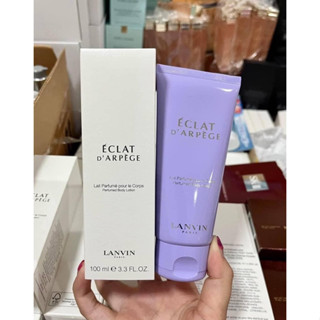 ÉCLAT
D'ARPÈGE
Lait Parfumé pour le Corps
Perfumed Body Lotion
LANVIN
PARIS
100 ml ℮ 3.3 FL.OZ.
ÉCLAT
D'ARPÈGE
LANVIN
PARIS